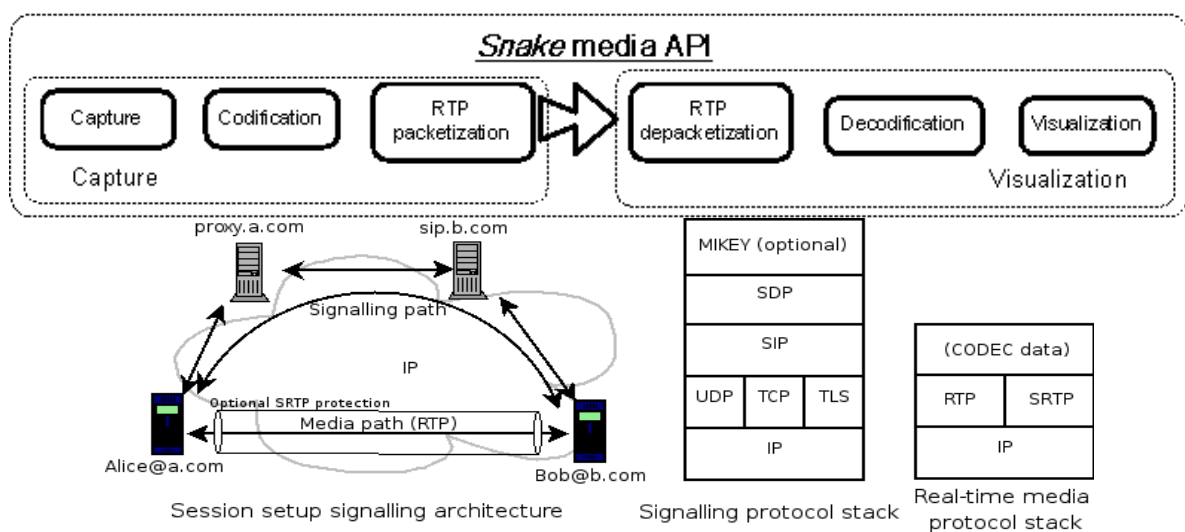 Snake media API
Capture
Codification
RTP
packetization
RTP
depacketization
Decodification
Visualization
Capture
Visualization
proxy.a.com
sip.b.com
Signalling path
IP
Optional SRTP protection
Media path (RTP)
Alice@a.com
Bob@b.com
Session setup signalling architecture
MIKEY (optional)
SDP
SIP
UDP TCP TLS
IP
Signalling protocol stack
(CODEC data)
RTP SRTP
IP
Real-time media
protocol stack